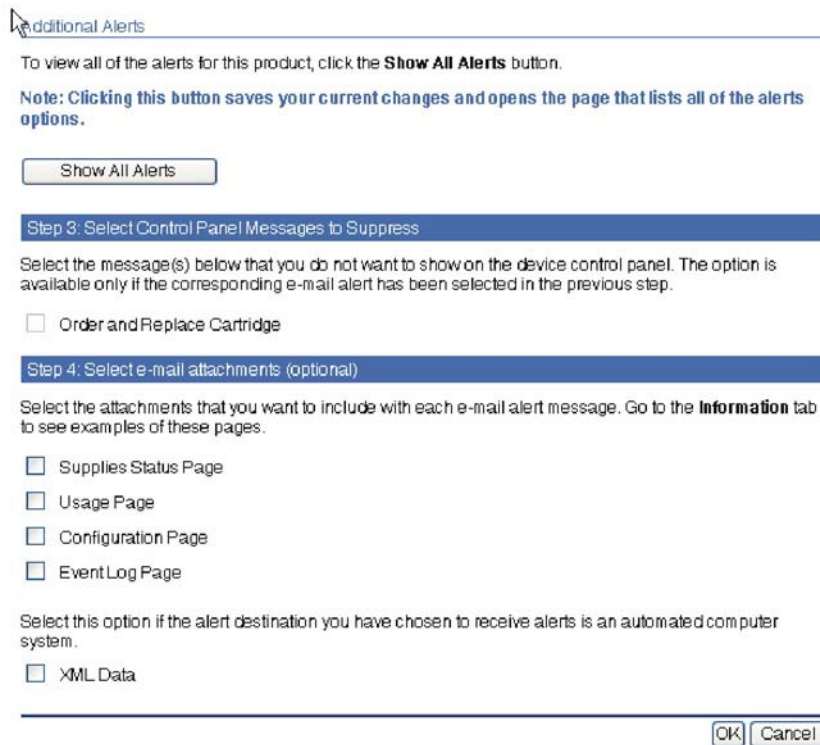 Additional Alerts
To view all of the alerts for this product, click the Show All Alerts button.
Note: Clicking this button saves your current changes and opens the page that lists all of the alerts
options.
Show All Alerts
Step 3: Select Control Panel Messages to Suppress
Select the message(s) below that you do not want to show on the device control panel. The option is
available only if the corresponding e-mail alert has been selected in the previous step.
Order and Replace Cartridge
Step 4: Select e-mail attachments (optional)
Select the attachments that you want to include with each e-mail alert message. Go to the Information tab
to see examples of these pages.
Supplies Status Page
Usage Page
Configuration Page
Event Log Page
Select this option if the alert destination you have chosen to receive alerts is an automated computer
system.
XML Data
OK Cancel